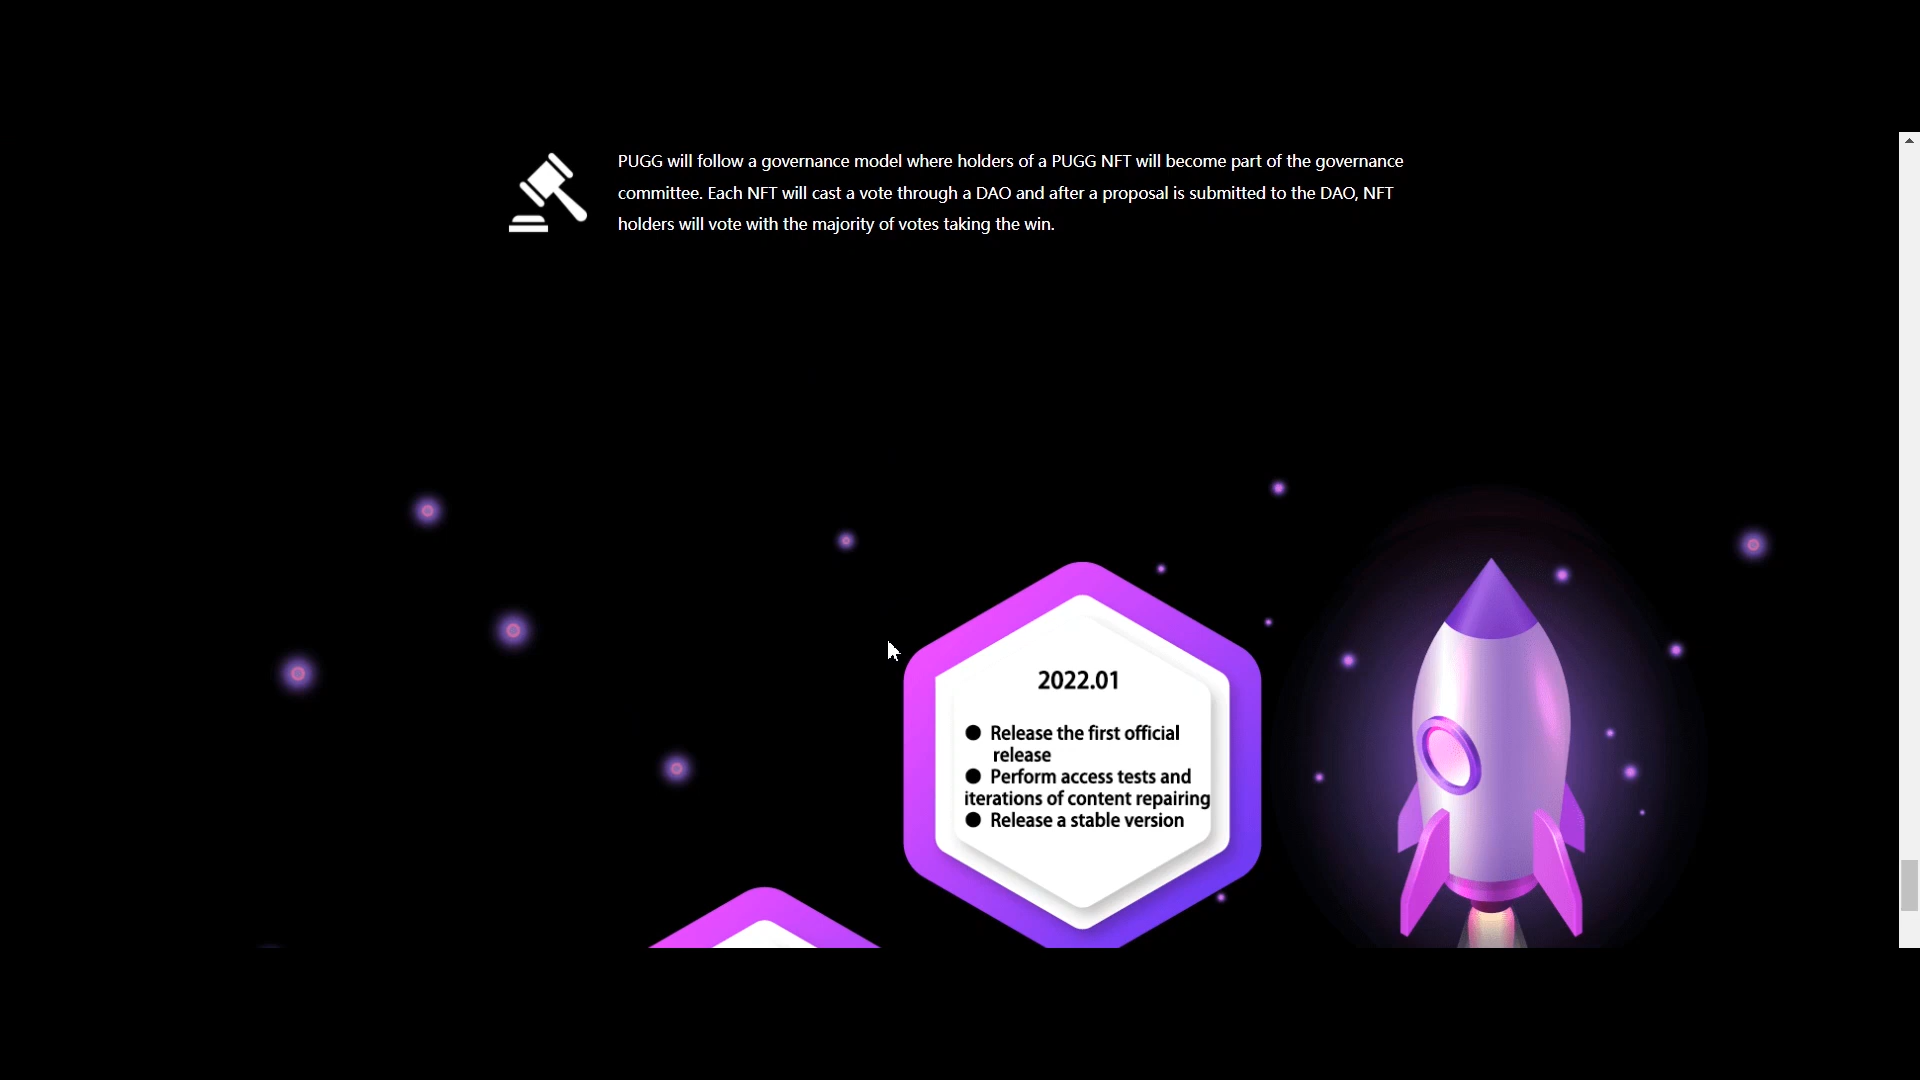 PUGG will follow a governance model where holders of a PUGG NFT will become part of the governance
committee. Each NFT will cast a vote through a DAO and after a proposal is submitted to the DAO, NFT
holders will vote with the majority of votes taking the win.
2022.01
● Release the first official
release
● Perform access tests and
iterations of content repairing
● Release a stable version